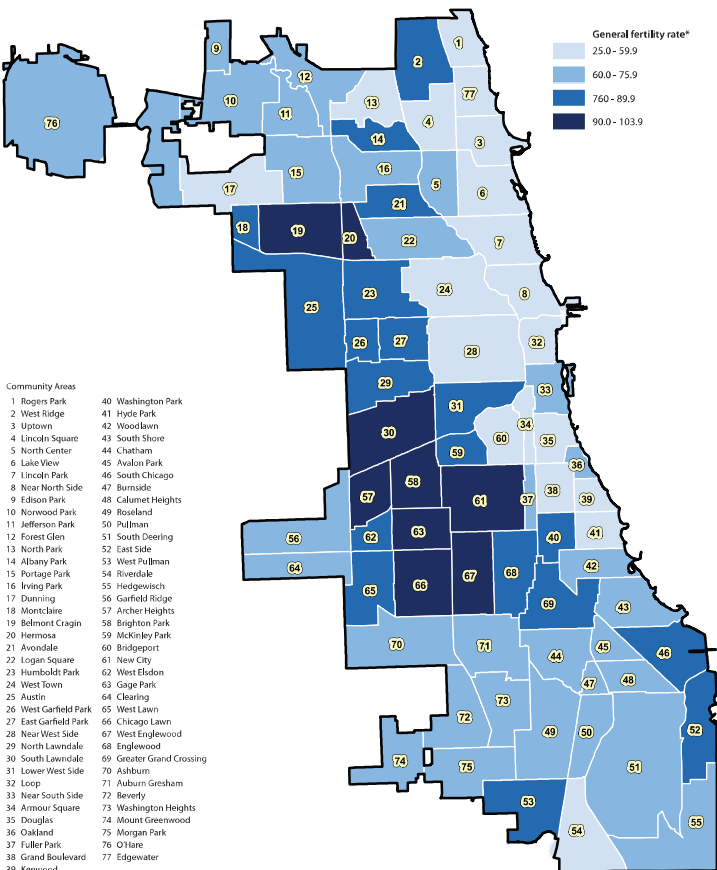 General fertility rate*
25.0 - 59.9
60.0 - 75.9
760 - 89.9
90.0 - 103.9
1
9
2
12
77
10
13
11
4
76
14
3
16
15
5
17
6
21
18
19
20
22
7
24
23
8
25
26
27
32
28
29
33
31
30
34
60
35
59
36
58
38
57
61
37
39
63
41
56
62
40
64
42
68
67
66
65
69
43
70
71
45
44
46
48
47
73
72
52
49
50
74
75
51
53
55
54
Community Areas
1 Rogers Park
2 West Ridge
3 Uptown
4 Lincoln Square
5 North Center
6 Lake View
7 Lincoln Park
8 Near North Side
9 Edison Park
10 Norwood Park
11 Jefferson Park
12 Forest Glen
13 North Park
14 Albany Park
15 Portage Park
16 Irving Park
17 Dunning
18 Montclaire
19 Belmont Cragin
20 Hermosa
21 Avondale
22 Logan Square
23 Humboldt Park
24 West Town
25 Austin
26 West Garfield Park
27 East Garfield Park
28 Near West Side
29 North Lawndale
30 South Lawndale
31 Lower West Side
32 Loop
33 Near South Side
34 Armour Square
35 Douglas
36 Oakland
37 Fuller Park
38 Grand Boulevard
39 Kenwood
40 Washington Park
41 Hyde Park
42 Woodlawn
43 South Shore
44 Chatham
45 Avalon Park
46 South Chicago
47 Burnside
48 Calumet Heights
49 Roseland
50 Pullman
51 South Deering
52 East Side
53 West Pullman
54 Riverdale
55 Hedgewisch
56 Garfield Ridge
57 Archer Heights
58 Brighton Park
59 McKinley Park
60 Bridgeport
61 New City
62 West Elsdon
63 Gage Park
64 Clearing
65 West Lawn
66 Chicago Lawn
67 West Englewood
68 Englewood
69 Greater Grand Crossing
70 Ashburn
71 Auburn Gresham
72 Beverly
73 Washington Heights
74 Mount Greenwood
75 Morgan Park
76 O'Hare
77 Edgewater